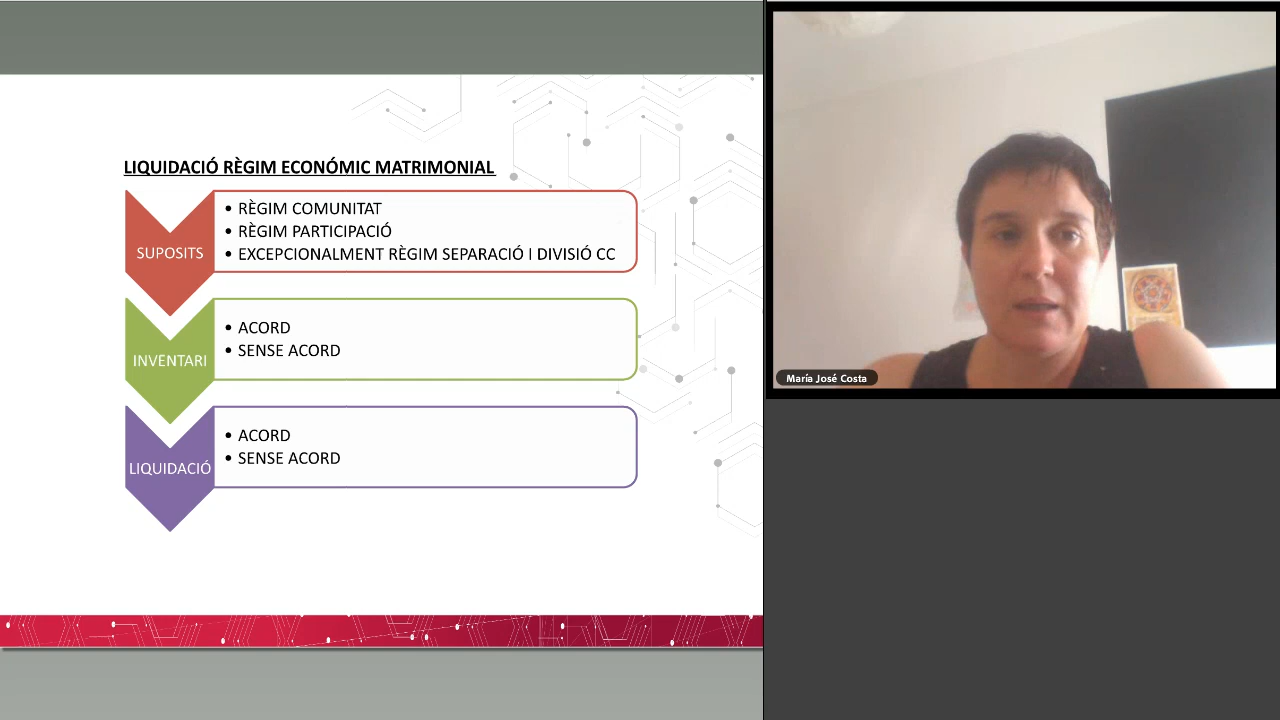 LIQUIDACIÓ RÈGIM ECONÓMIC MATRIMONIAL
SUPOSITS
• RÈGIM COMUNITAT
• RÈGIM PARTICIPACIÓ
• EXCEPCIONALMENT RÈGIM SEPARACIÓ I DIVISIÓ CC
INVENTARI
• ACORD
• SENSE ACORD
LIQUIDACIÓ
• ACORD
• SENSE ACORD
María José Costa